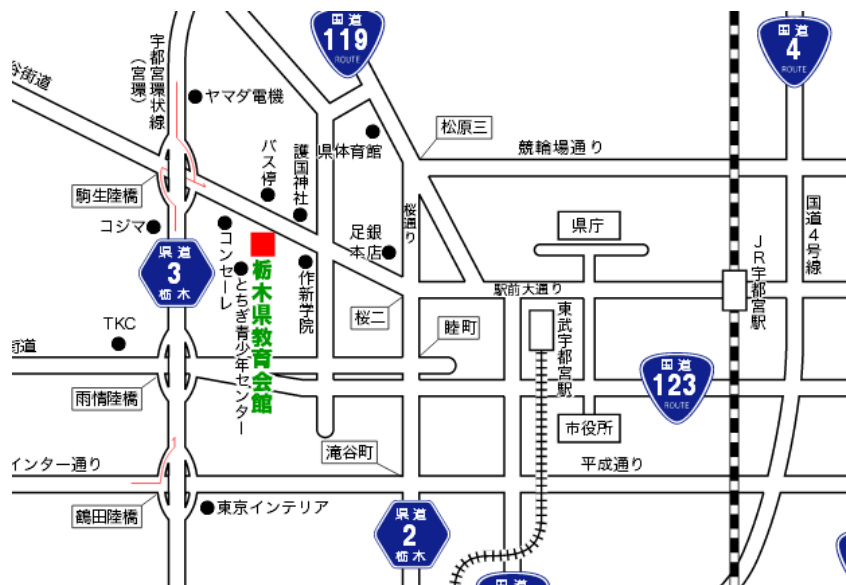 国道
119
ROUTE
国道
4
ROUTE
宇都宮環状線
(宮環)
谷街道
ヤマダ電機
松原三
バス停
護国神社
県体育館
競輪場通り
駒生陸橋
コジマ
コンセーレ
足銀
本店
桜通り
県庁
国道4号線
JR宇都宮駅
県道
3
栃木
とちぎ青少年センター
栃木県教育会館
作新学院
駅前大通り
桜二
睦町
東武宇都宮駅
TKC
街道
国道
123
ROUTE
雨情陸橋
市役所
滝谷町
インター通り
平成通り
鶴田陸橋
東京インテリア
県道
2
栃木
国道